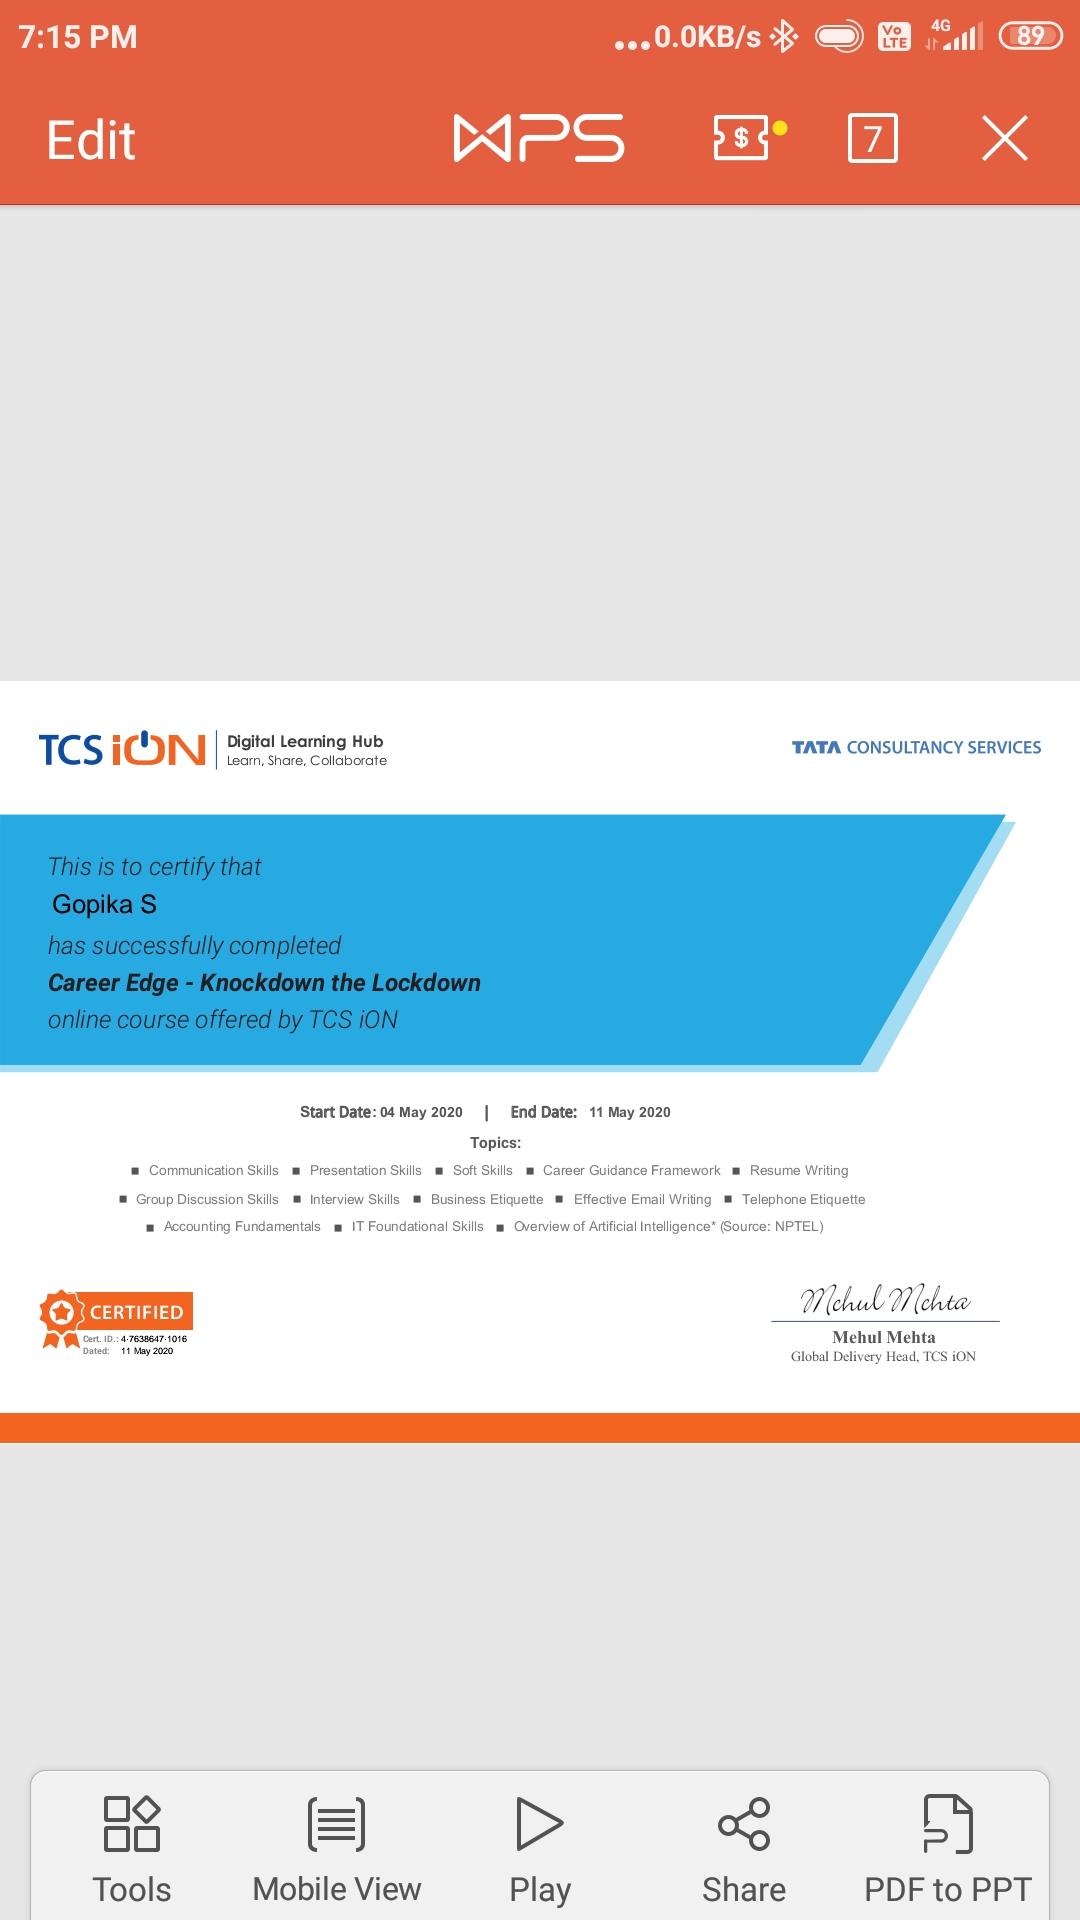 7:15 PM ...0.0KB/s Vo LTE 4G 89
Edit WPS $ 7
TCS iON Digital Learning Hub
Learn, Share, Collaborate
TATA CONSULTANCY SERVICES
This is to certify that
Gopika S
has successfully completed
Career Edge - Knockdown the Lockdown
online course offered by TCS iON
Start Date: 04 May 2020 | End Date: 11 May 2020
Topics:
■ Communication Skills ■ Presentation Skills ■ Soft Skills ■ Career Guidance Framework ■ Resume Writing
■ Group Discussion Skills ■ Interview Skills ■ Business Etiquette ■ Effective Email Writing ■ Telephone Etiquette
■ Accounting Fundamentals ■ IT Foundational Skills ■ Overview of Artificial Intelligence* (Source: NPTEL)
CERTIFIED
Cert. ID.: 4-7638647-1016
Dated: 11 May 2020
Mehul Mehta
Mehul Mehta
Global Delivery Head, TCS iON
Tools Mobile View Play Share PDF to PPT